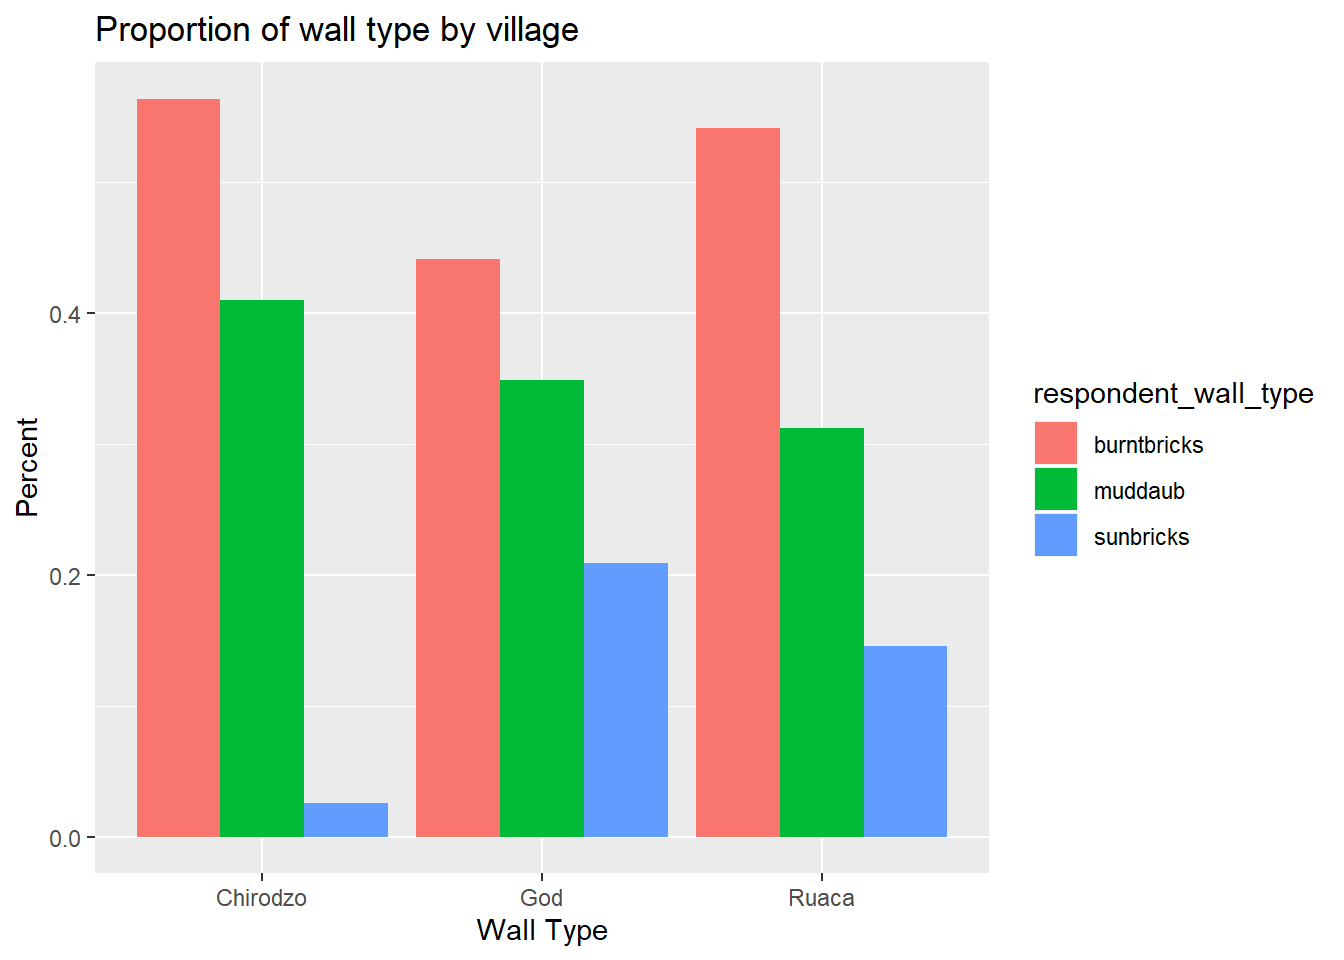 Proportion of wall type by village
Percent
0.4
0.2
0.0
Chirodzo God Ruaca
Wall Type
respondent_wall_type
burntbricks
muddaub
sunbricks